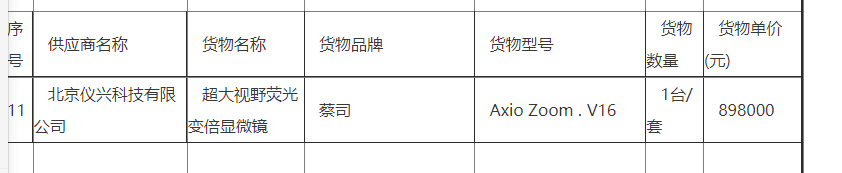 序号 供应商名称 货物名称 货物品牌 货物型号 货物数量 货物单价(元)
11 北京仪兴科技有限公司 超大视野荧光变倍显微镜 蔡司 Axio Zoom . V16 1台/套 898000